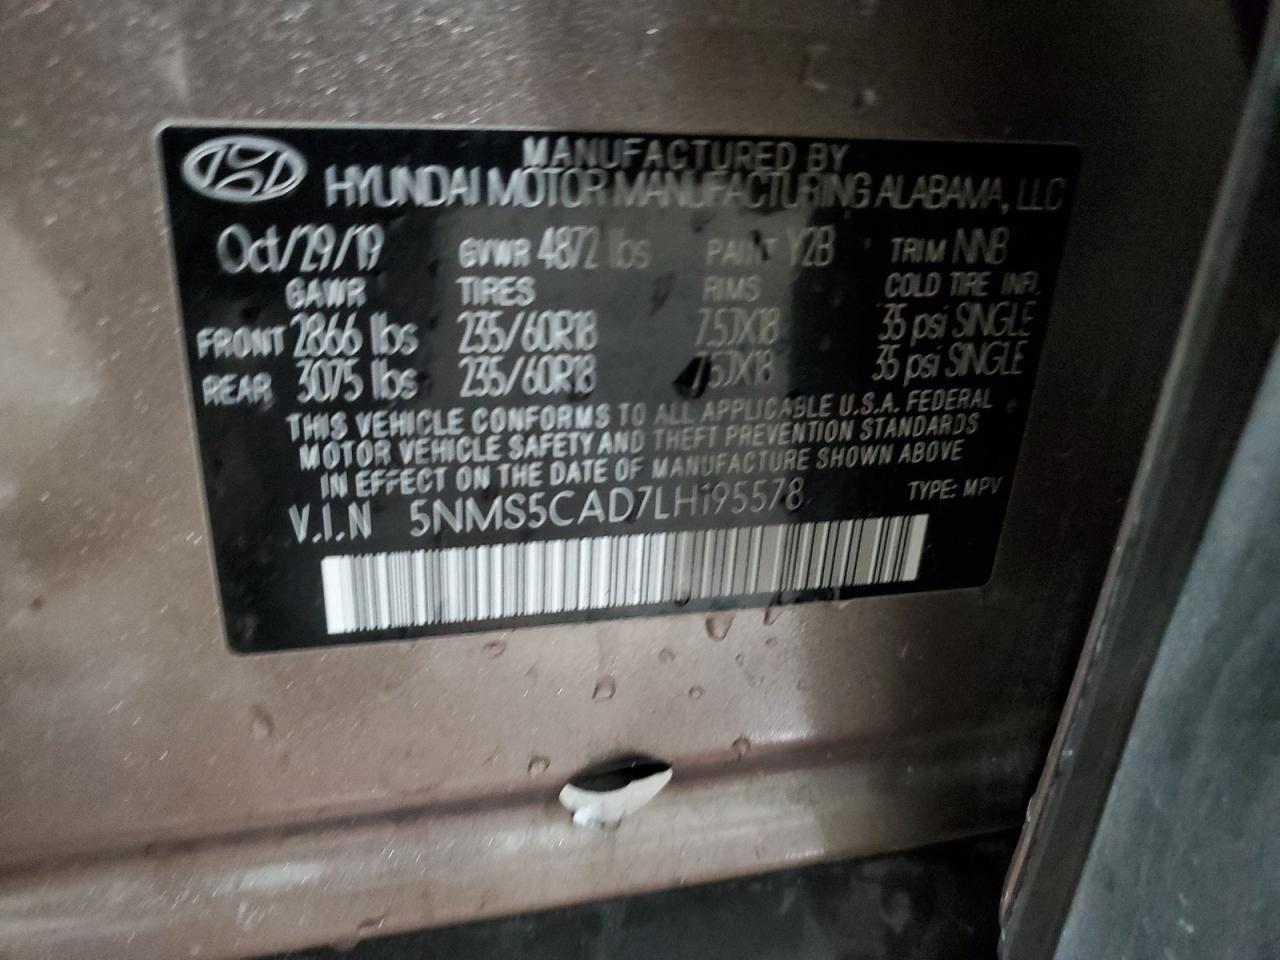 MANUFACTURED BY
HYUNDAI MOTOR MANUFACTURING ALABAMA, LLC
Oct/29/19 GVWR 4872 lbs PAINT Y2B TRIM NNB
GAWR TIRES RIMS COLD TIRE INFL
FRONT 2866 lbs 235/60R18 7.5JX18 35 psi SINGLE
REAR 3075 lbs 235/60R18 7.5JX18 35 psi SINGLE
THIS VEHICLE CONFORMS TO ALL APPLICABLE U.S.A. FEDERAL
MOTOR VEHICLE SAFETY AND THEFT PREVENTION STANDARDS
IN EFFECT ON THE DATE OF MANUFACTURE SHOWN ABOVE
V.I.N 5NMS5CAD7LH195578 TYPE: MPV